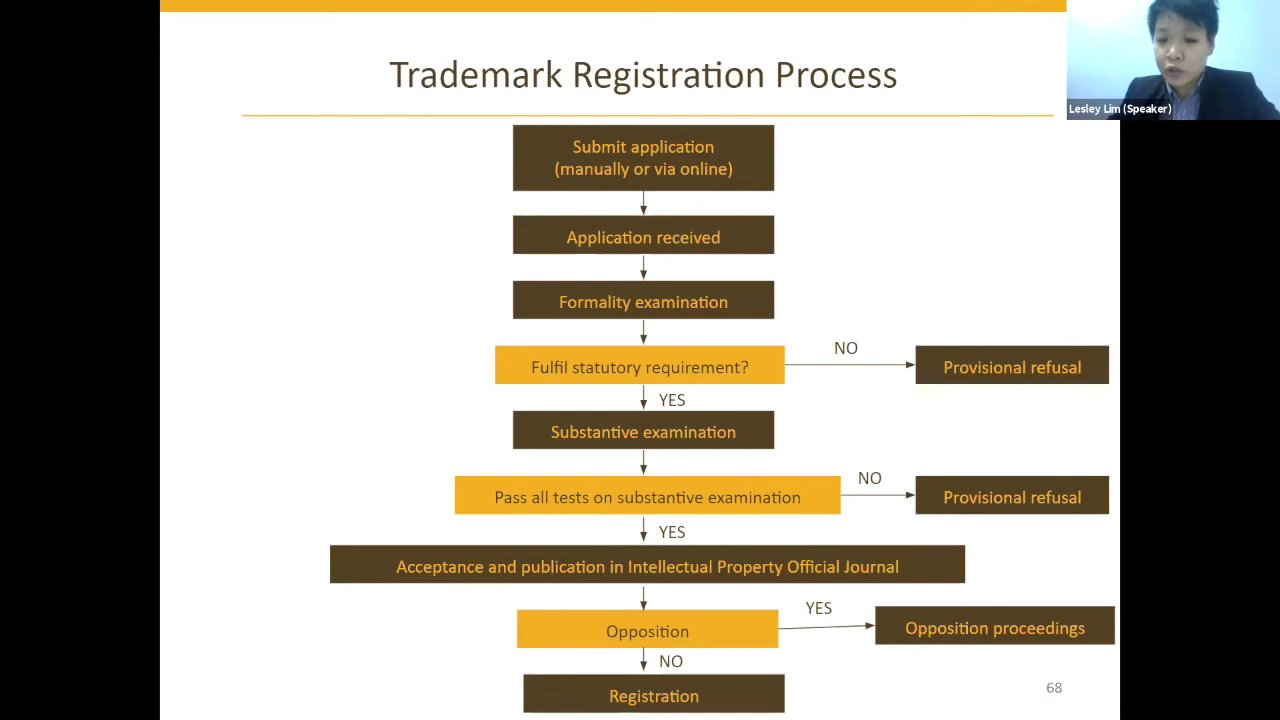 Trademark Registration Process
Lesley Lim (Speaker)
Submit application
(manually or via online)
Application received
Formality examination
Fulfil statutory requirement?
NO
Provisional refusal
YES
Substantive examination
Pass all tests on substantive examination
NO
Provisional refusal
YES
Acceptance and publication in Intellectual Property Official Journal
Opposition
YES
Opposition proceedings
NO
Registration
68